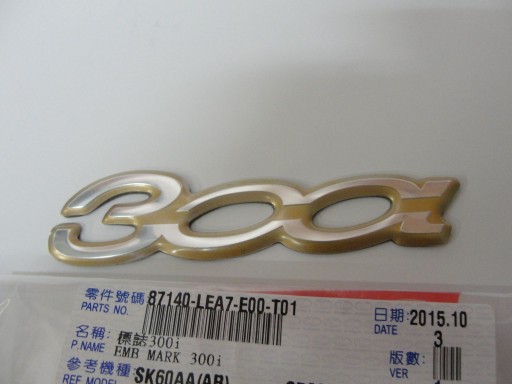 300i
零件號碼 87140-LEA7-E00-T01 日期: 2015.10
PARTS NO. DATE 3
名稱: 標誌300i 版數:
P.NAME EMB MARK 300i VER
參考機種: SK60AA(AB)
REF. MODEL